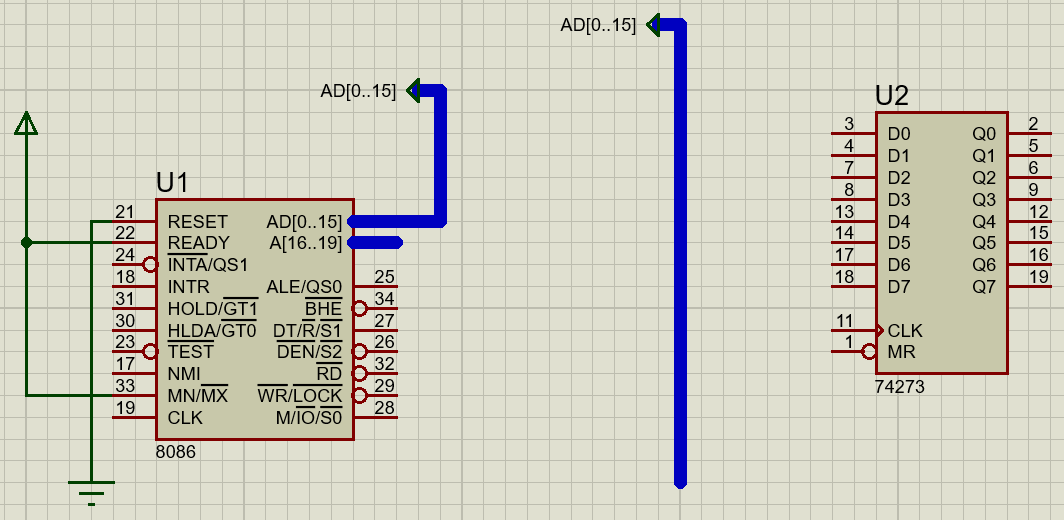 AD[0..15]
AD[0..15]
U1
21 RESET AD[0..15]
22 READY A[16..19]
24 INTA/QS1
18 INTR ALE/QS0 25
31 HOLD/GT1 BHE 34
30 HLDA/GT0 DT/R/S1 27
23 TEST DEN/S2 26
17 NMI RD 32
33 MN/MX WR/LOCK 29
19 CLK M/IO/S0 28
8086
U2
3 D0 Q0 2
4 D1 Q1 5
7 D2 Q2 6
8 D3 Q3 9
13 D4 Q4 12
14 D5 Q5 15
17 D6 Q6 16
18 D7 Q7 19
11 CLK
1 MR
74273